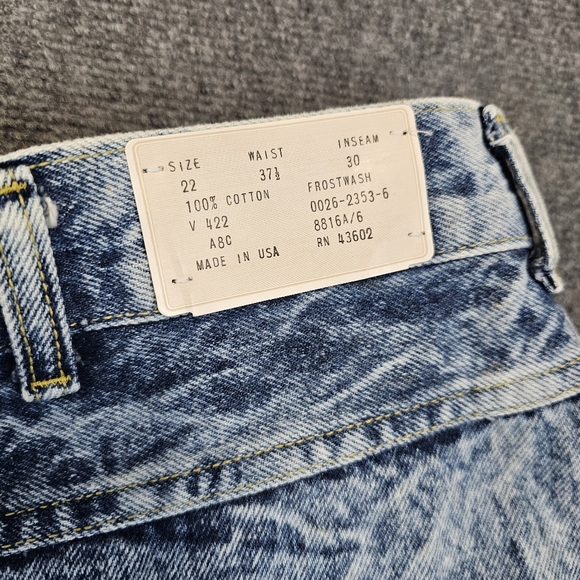 SIZE WAIST INSEAM
22 37½ 30
100% COTTON FROSTWASH
V 422 0026-2353-6
A8C 8816A/6
MADE IN USA RN 43602